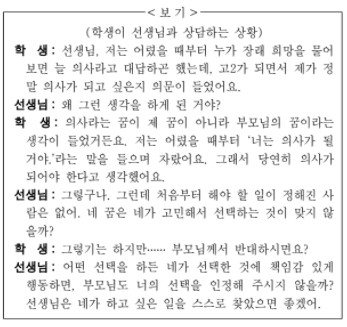 < 보 기 >
(학생이 선생님과 상담하는 상황)
학 생 : 선생님, 저는 어렸을 때부터 누가 장래 희망을 물어
보면 늘 의사라고 대답하곤 했는데, 고2가 되면서 제가 정
말 의사가 되고 싶은지 의문이 들었어요.
선생님 : 왜 그런 생각을 하게 된 거야?
학 생 : 의사라는 꿈이 제 꿈이 아니라 부모님의 꿈이라는
생각이 들었거든요. 저는 어렸을 때부터 ‘너는 의사가 될
거야.’라는 말을 들으며 자랐어요. 그래서 당연히 의사가
되어야 한다고 생각했어요.
선생님 : 그렇구나. 그런데 처음부터 해야 할 일이 정해진 사
람은 없어. 네 꿈은 네가 고민해서 선택하는 것이 맞지 않
을까?
학 생 : 그렇기는 하지만…… 부모님께서 반대하시면요?
선생님 : 어떤 선택을 하든 네가 선택한 것에 책임감 있게
행동하면, 부모님도 너의 선택을 인정해 주시지 않을까?
선생님은 네가 하고 싶은 일을 스스로 찾았으면 좋겠어.